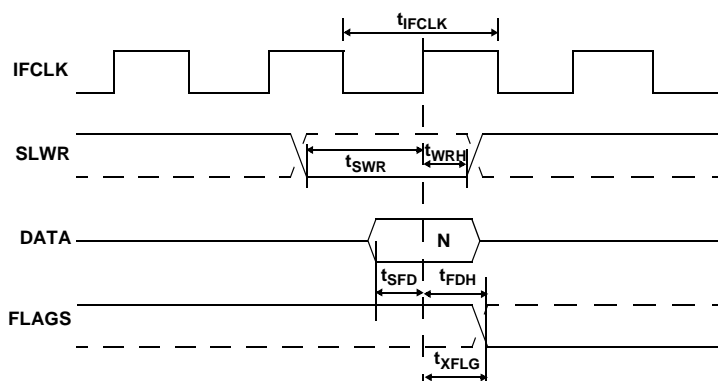 tIFCLK
IFCLK
SLWR
tSWR
tWRH
DATA
N
tSFD
tFDH
FLAGS
tXFLG